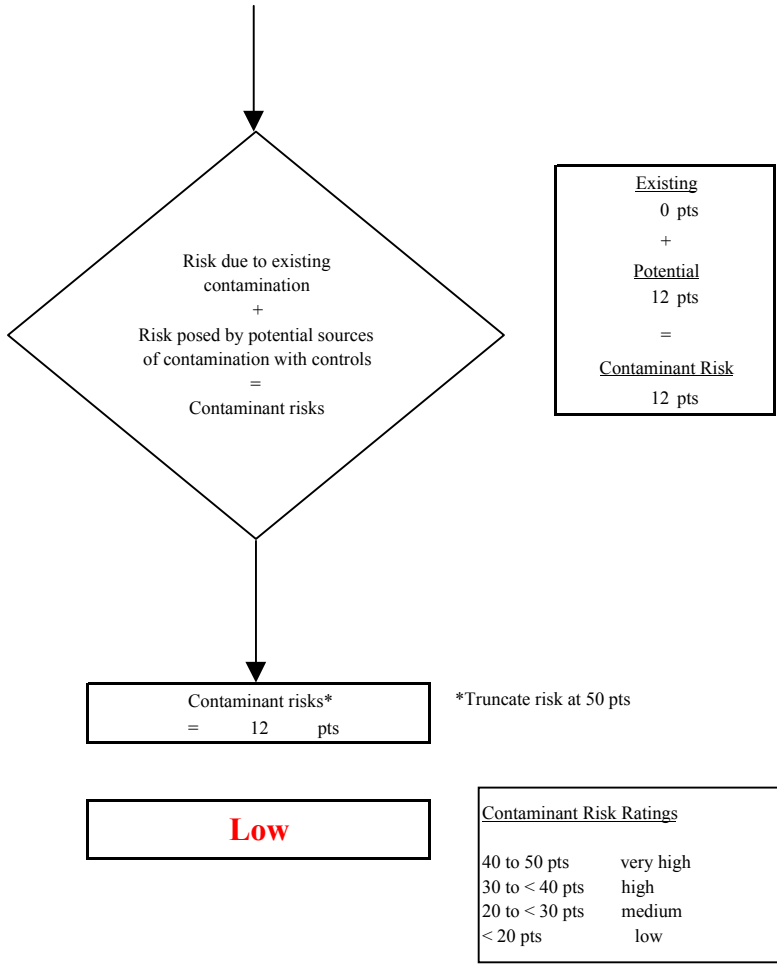 Risk due to existing
contamination
+
Risk posed by potential sources
of contamination with controls
=
Contaminant risks
Existing
0 pts
+
Potential
12 pts
=
Contaminant Risk
12 pts
Contaminant risks*
= 12 pts
*Truncate risk at 50 pts
Low
Contaminant Risk Ratings
40 to 50 pts very high
30 to < 40 pts high
20 to < 30 pts medium
< 20 pts low